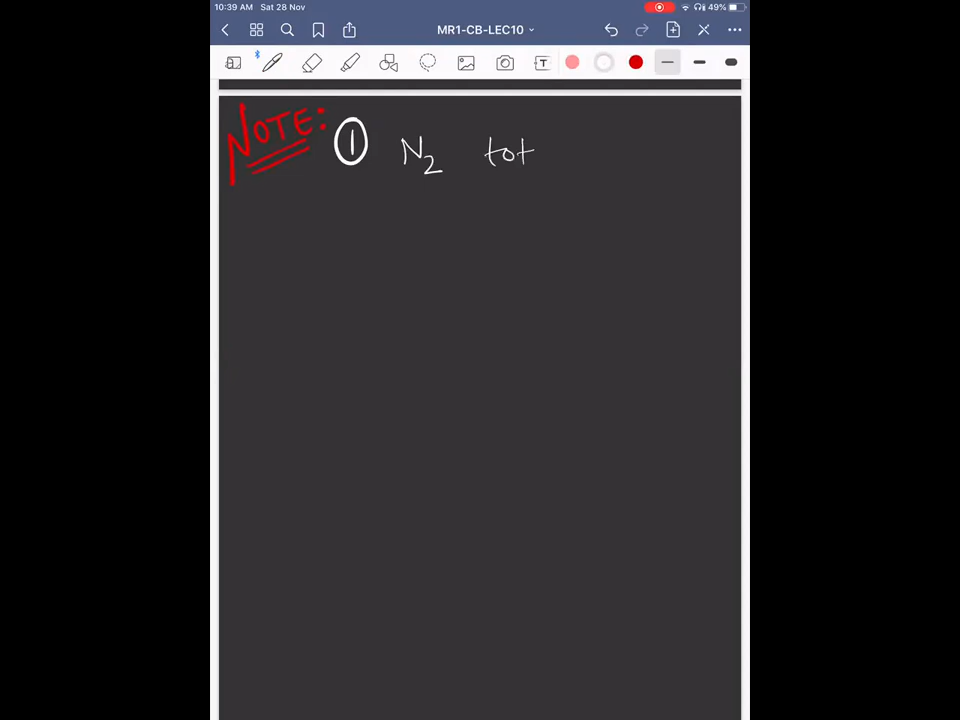 10:39 AM Sat 28 Nov 49%
MR1-CB-LEC10
T
NOTE: ① N₂ tot